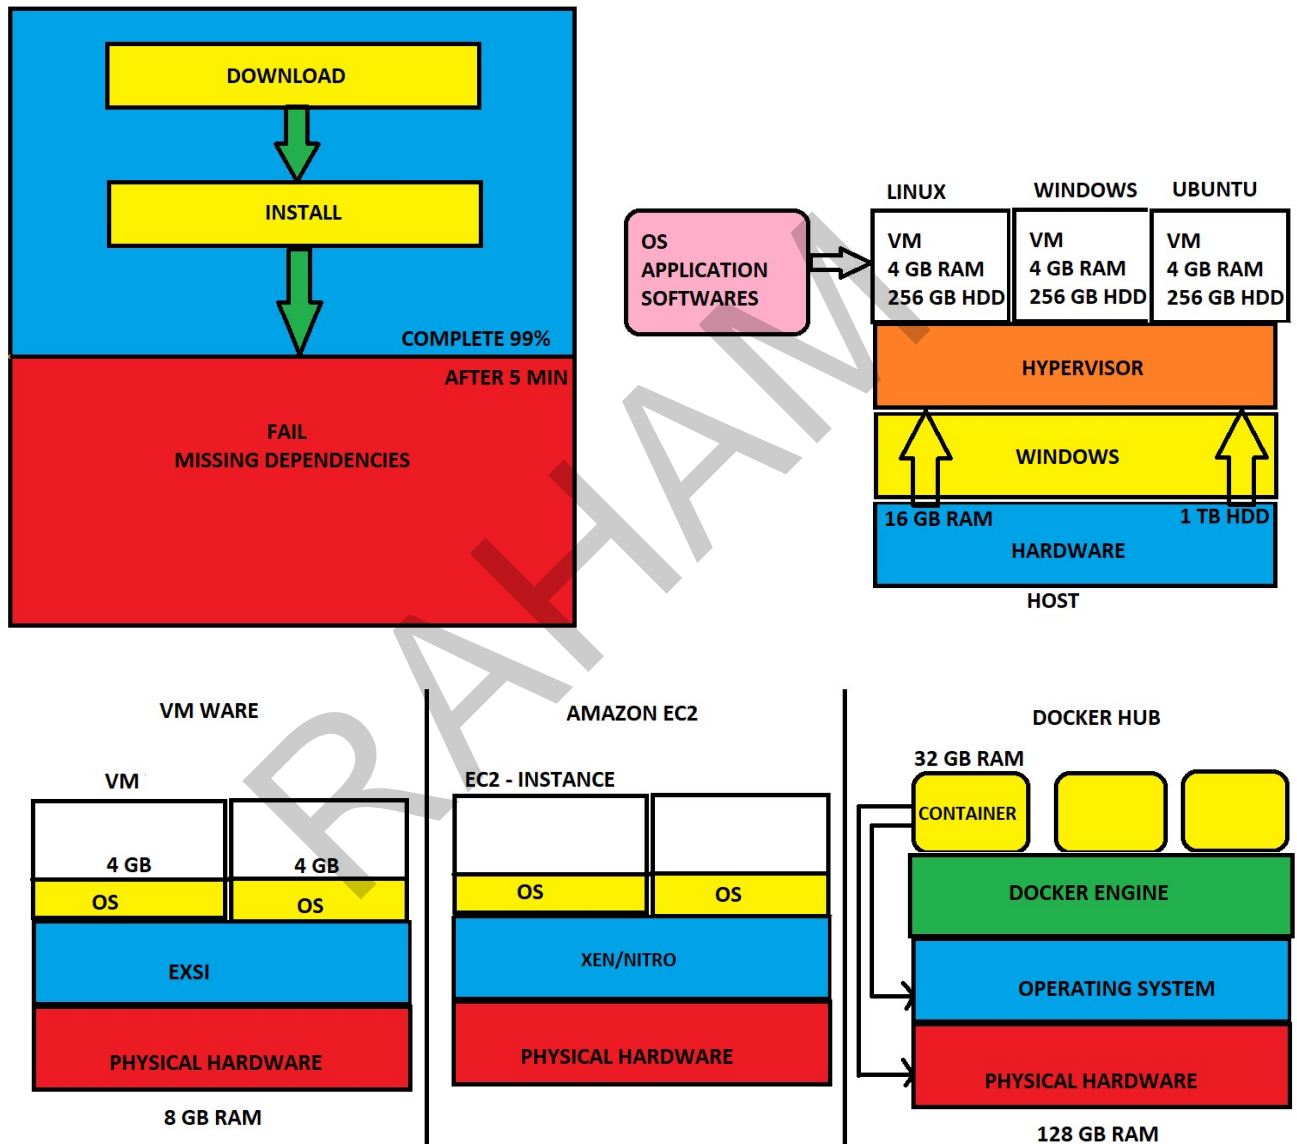 DOWNLOAD
INSTALL
COMPLETE 99%
AFTER 5 MIN
FAIL
MISSING DEPENDENCIES
OS
APPLICATION
SOFTWARES
LINUX
WINDOWS
UBUNTU
VM
4 GB RAM
256 GB HDD
VM
4 GB RAM
256 GB HDD
VM
4 GB RAM
256 GB HDD
HYPERVISOR
WINDOWS
16 GB RAM
1 TB HDD
HARDWARE
HOST
RAHAM
VM WARE
VM
4 GB
4 GB
OS
OS
EXSI
PHYSICAL HARDWARE
8 GB RAM
AMAZON EC2
EC2 - INSTANCE
OS
OS
XEN/NITRO
PHYSICAL HARDWARE
DOCKER HUB
32 GB RAM
CONTAINER
DOCKER ENGINE
OPERATING SYSTEM
PHYSICAL HARDWARE
128 GB RAM